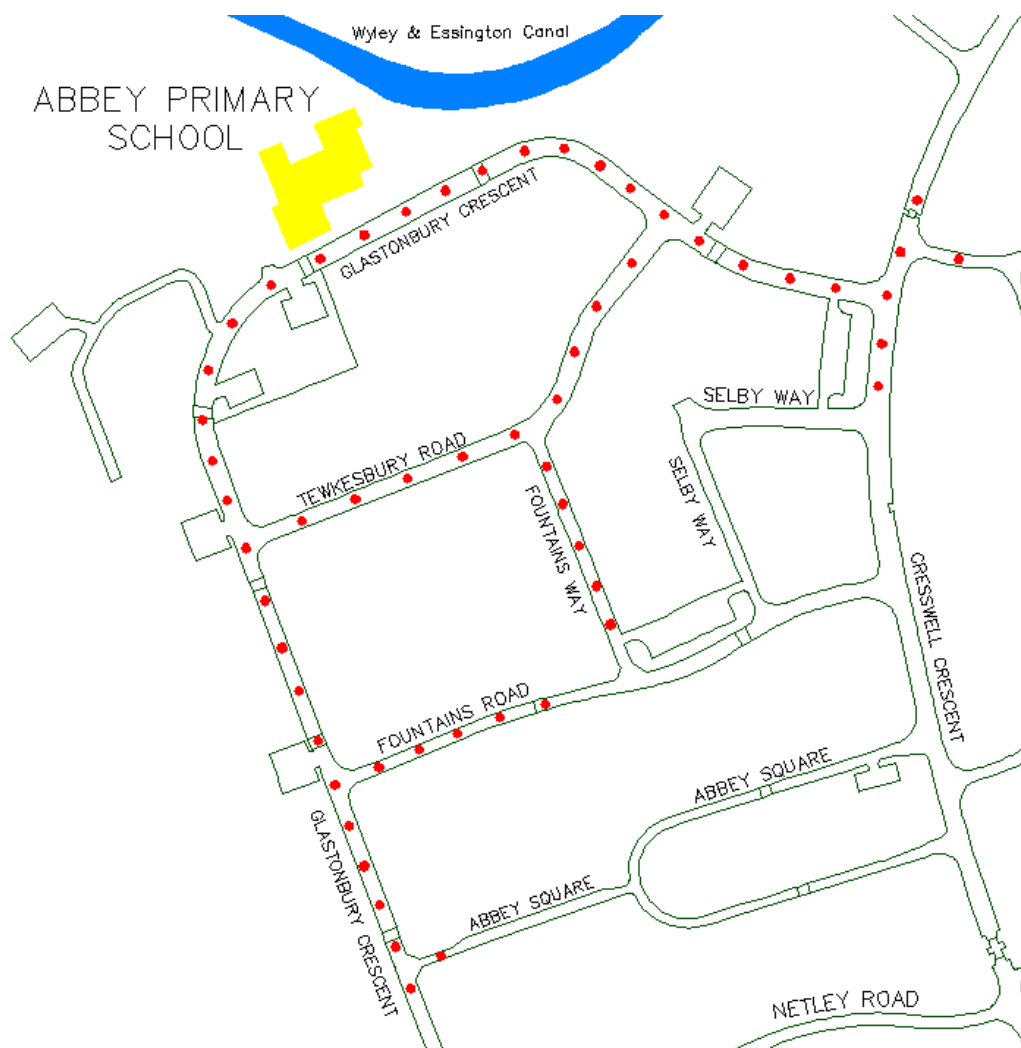 Wyley & Essington Canal
ABBEY PRIMARY
SCHOOL
GLASTONBURY CRESCENT
SELBY WAY
TEWKESBURY ROAD
SELBY WAY
FOUNTAINS WAY
CRESSWELL CRESCENT
FOUNTAINS ROAD
ABBEY SQUARE
GLASTONBURY CRESCENT
ABBEY SQUARE
NETLEY ROAD